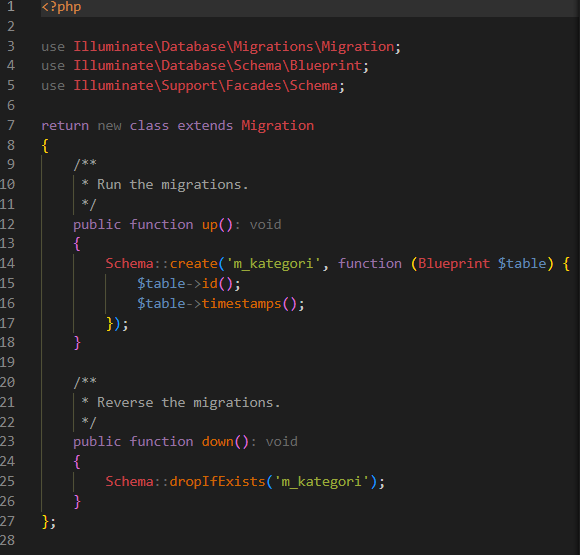 1 <?php
2
3 use Illuminate\Database\Migrations\Migration;
4 use Illuminate\Database\Schema\Blueprint;
5 use Illuminate\Support\Facades\Schema;
6
7 return new class extends Migration
8 {
9     /**
10      * Run the migrations.
11      */
12     public function up(): void
13     {
14         Schema::create('m_kategori', function (Blueprint $table) {
15             $table->id();
16             $table->timestamps();
17         });
18     }
19
20     /**
21      * Reverse the migrations.
22      */
23     public function down(): void
24     {
25         Schema::dropIfExists('m_kategori');
26     }
27 };
28